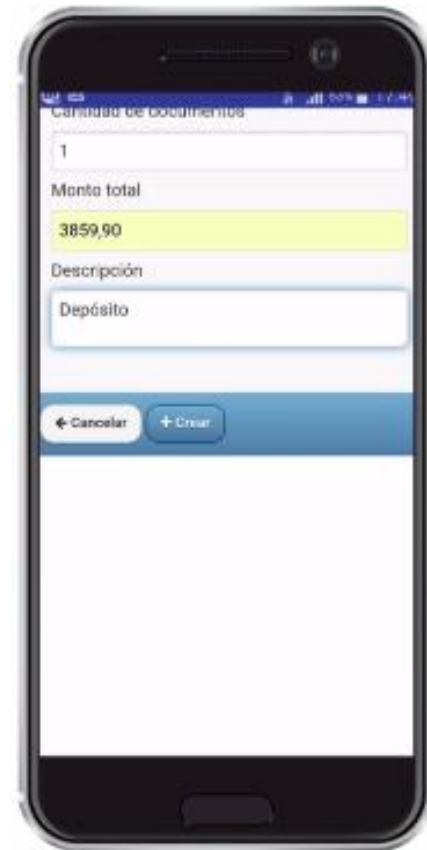 Cantidad de documentos
1
Monto total
3859,90
Descripción
Depósito
Cancelar
+ Crear